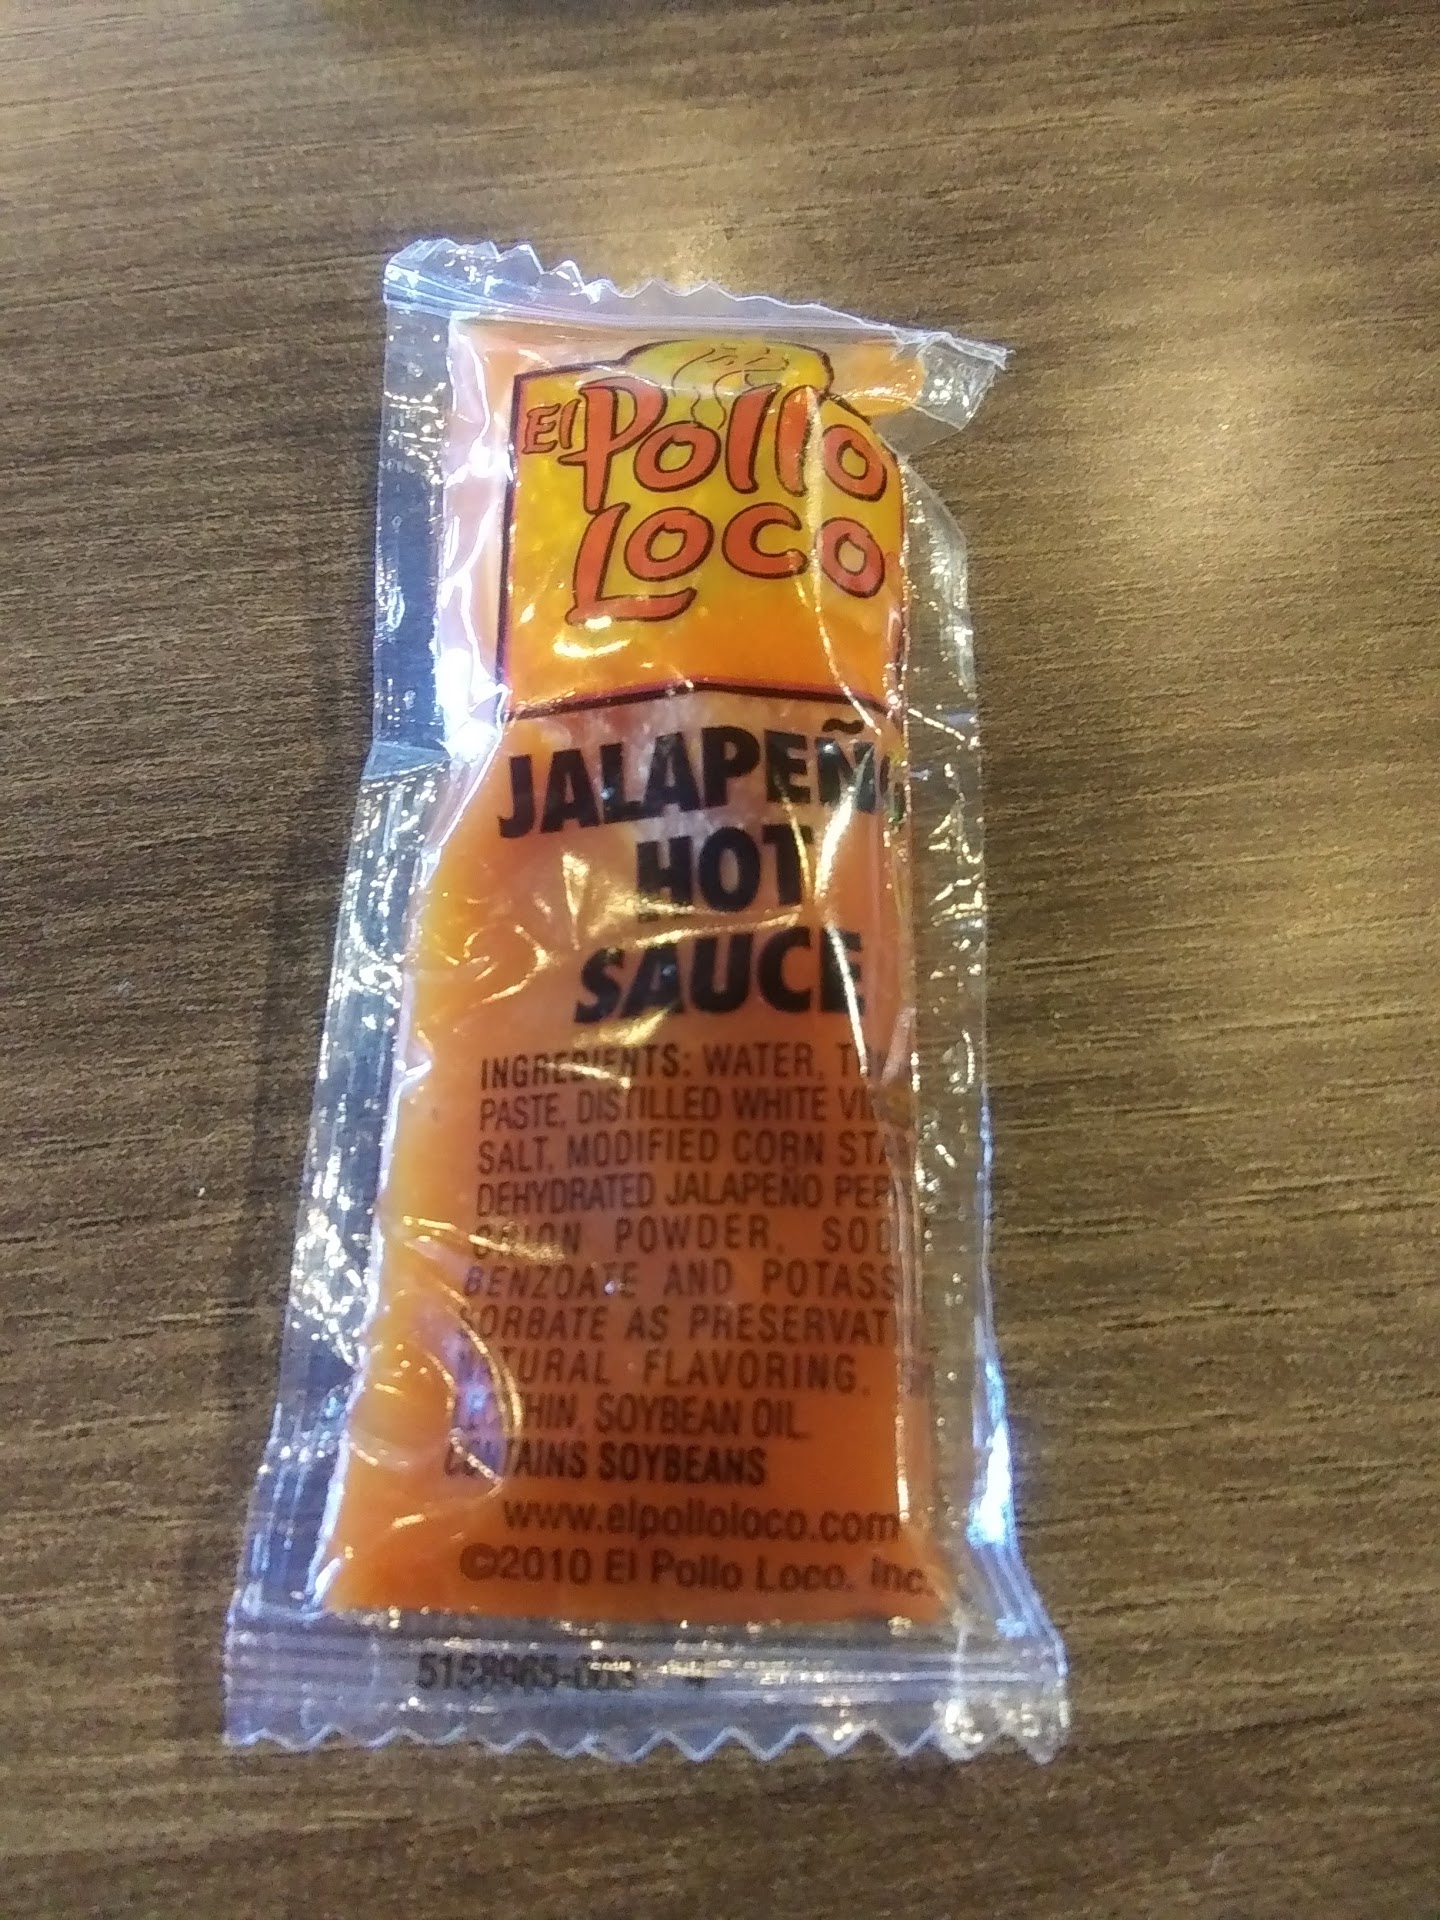 El Pollo
Loco
JALAPEÑO
HOT
SAUCE
INGREDIENTS: WATER,
PASTE, DISTILLED WHITE
SALT, MODIFIED CORN
DEHYDRATED JALAPEÑO
ONION POWDER,
BENZOATE AND
SORBATE AS
NATURAL FLAVORING,
SOYBEAN OIL.
CONTAINS SOYBEANS
www.elpolloloco.com
©2010 El Pollo Loco, Inc.